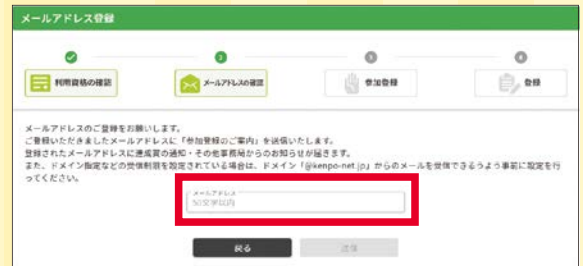 メールアドレス登録
利用資格の確認
メールアドレスの確認
参加登録
登録
メールアドレスのご登録をお願いします。
ご登録いただきましたメールアドレスに「参加登録のご案内」を送信いたします。
登録されたメールアドレスに達成賞の通知・その他事務局からのお知らせが届きます。
また、ドメイン指定などの受信制限を設定されている場合は、ドメイン「@kenpo-net.jp」からのメールを受信できるうよう事前に設定を行
ってください。
メールアドレス
50文字以内
戻る
送信